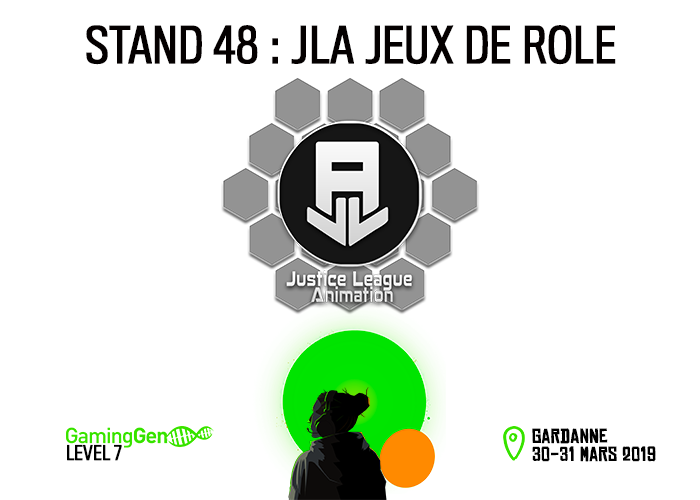 STAND 48 : JLA JEUX DE ROLE
Justice League
Animation
GamingGen
LEVEL 7
GARDANNE
30-31 MARS 2019